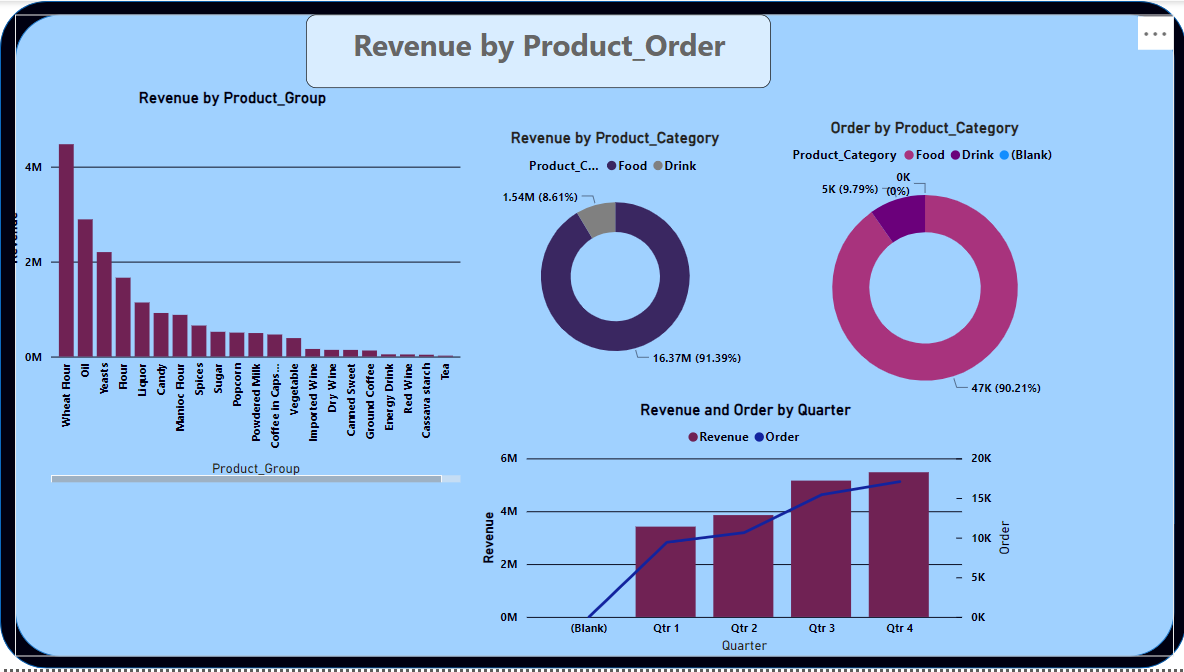 Revenue by Product_Order
Revenue by Product_Group
4M
2M
0M
Wheat Flour
Oil
Yeasts
Flour
Liquor
Candy
Manioc Flour
Spices
Sugar
Popcorn
Powdered Milk
Coffee in Caps...
Vegetable
Imported Wine
Dry Wine
Canned Sweet
Ground Coffee
Energy Drink
Red Wine
Cassava starch
Tea
Product_Group
Revenue by Product_Category
Product_C... Food Drink
1.54M (8.61%)
16.37M (91.39%)
Order by Product_Category
Product_Category Food Drink (Blank)
0K
(0%)
5K (9.79%)
47K (90.21%)
Revenue and Order by Quarter
Revenue Order
6M
4M
2M
0M
Revenue
20K
15K
10K
5K
0K
Order
(Blank) Qtr 1 Qtr 2 Qtr 3 Qtr 4
Quarter